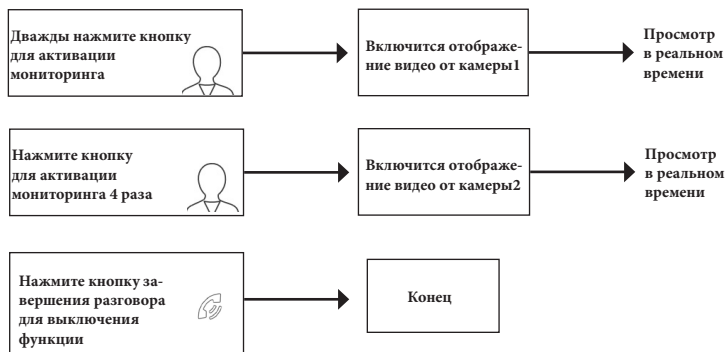 Дважды нажмите кнопку
для активации
мониторинга
Включится отображе-
ние видео от камеры1
Просмотр
в реальном
времени
Нажмите кнопку
для активации
мониторинга 4 раза
Включится отображе-
ние видео от камеры2
Просмотр
в реальном
времени
Нажмите кнопку за-
вершения разговора
для выключения
функции
Конец